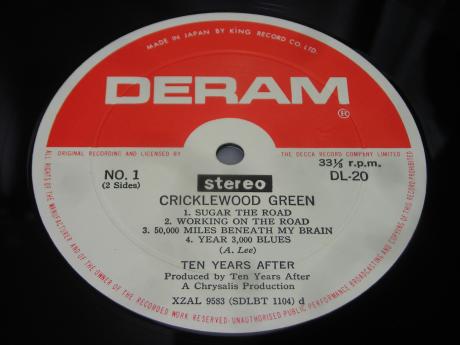 MADE IN JAPAN BY KING RECORD CO. LTD.
DERAM
®
ORIGINAL RECORDING AND LICENSED BY THE DECCA RECORD COMPANY LIMITED
33⅓ r.p.m.
NO. 1
(2 Sides)
stereo
DL-20
CRICKLEWOOD GREEN
1. SUGAR THE ROAD
2. WORKING ON THE ROAD
3. 50,000 MILES BENEATH MY BRAIN
4. YEAR 3,000 BLUES
(A. Lee)
TEN YEARS AFTER
Produced by Ten Years After
A Chrysalis Production
XZAL 9583 (SDLBT 1104) d
ALL RIGHTS OF THE MANUFACTURER AND OF THE OWNER OF THE RECORDED WORK RESERVED·UNAUTHORISED PUBLIC PERFORMANCE BROADCASTING AND COPYING OF THIS RECORD PROHIBITED